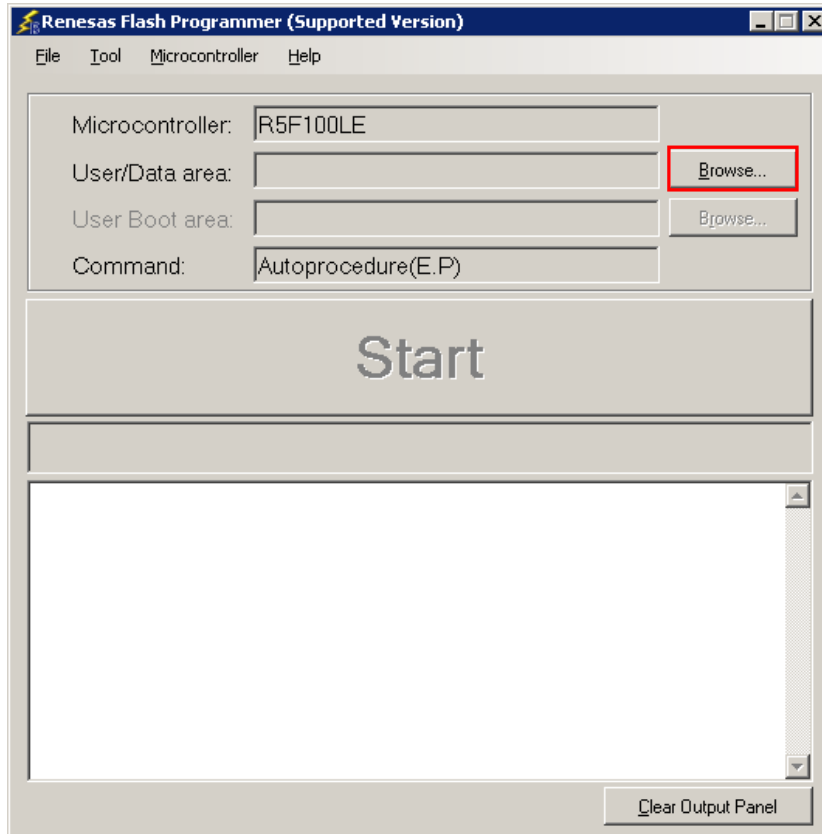 Renesas Flash Programmer (Supported Version)
File Tool Microcontroller Help
Microcontroller: R5F100LE
User/Data area: Browse...
User Boot area: Browse...
Command: Autoprocedure(E.P)
Start
Clear Output Panel